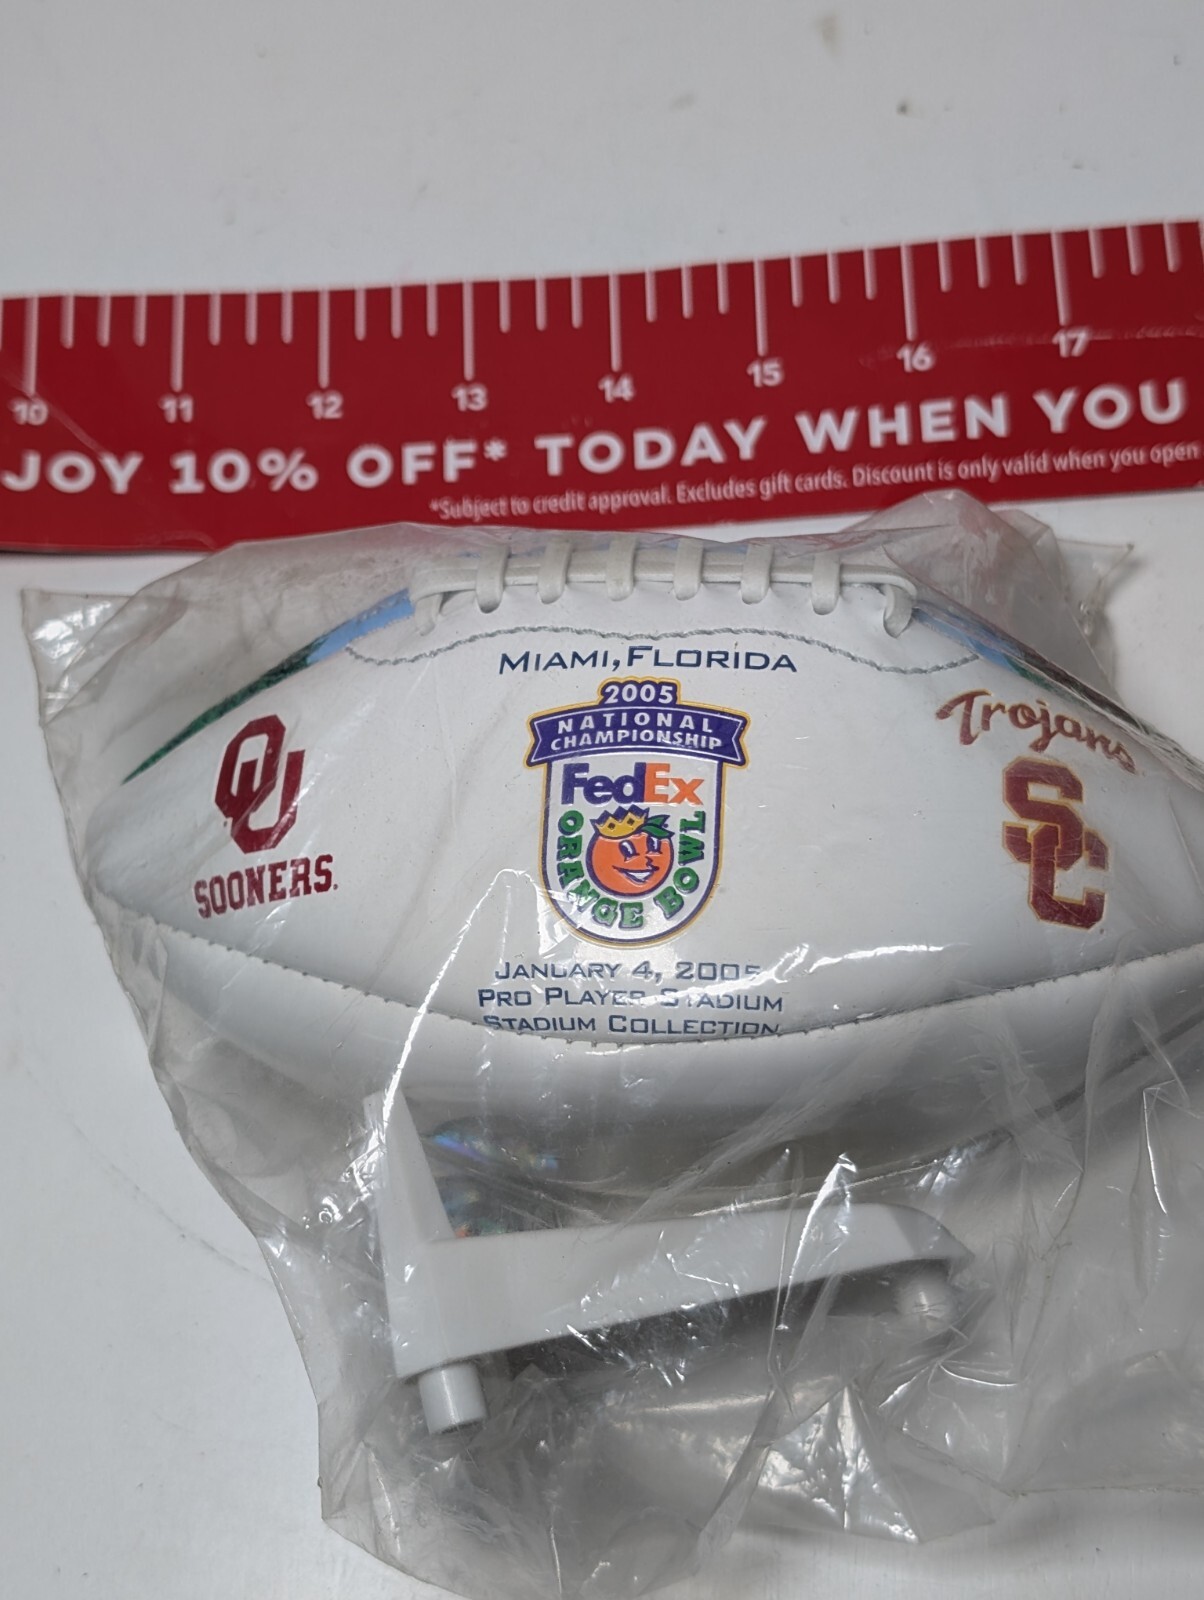 10 11 12 13 14 15 16 17
JOY 10% OFF* TODAY WHEN YOU
*Subject to credit approval. Excludes gift cards. Discount is only valid when you open
MIAMI, FLORIDA
2005
NATIONAL
CHAMPIONSHIP
FedEx
ORANGE BOWL
OU
SOONERS.
Trojans
SC
JANUARY 4, 2005
PRO PLAYER STADIUM
STADIUM COLLECTION